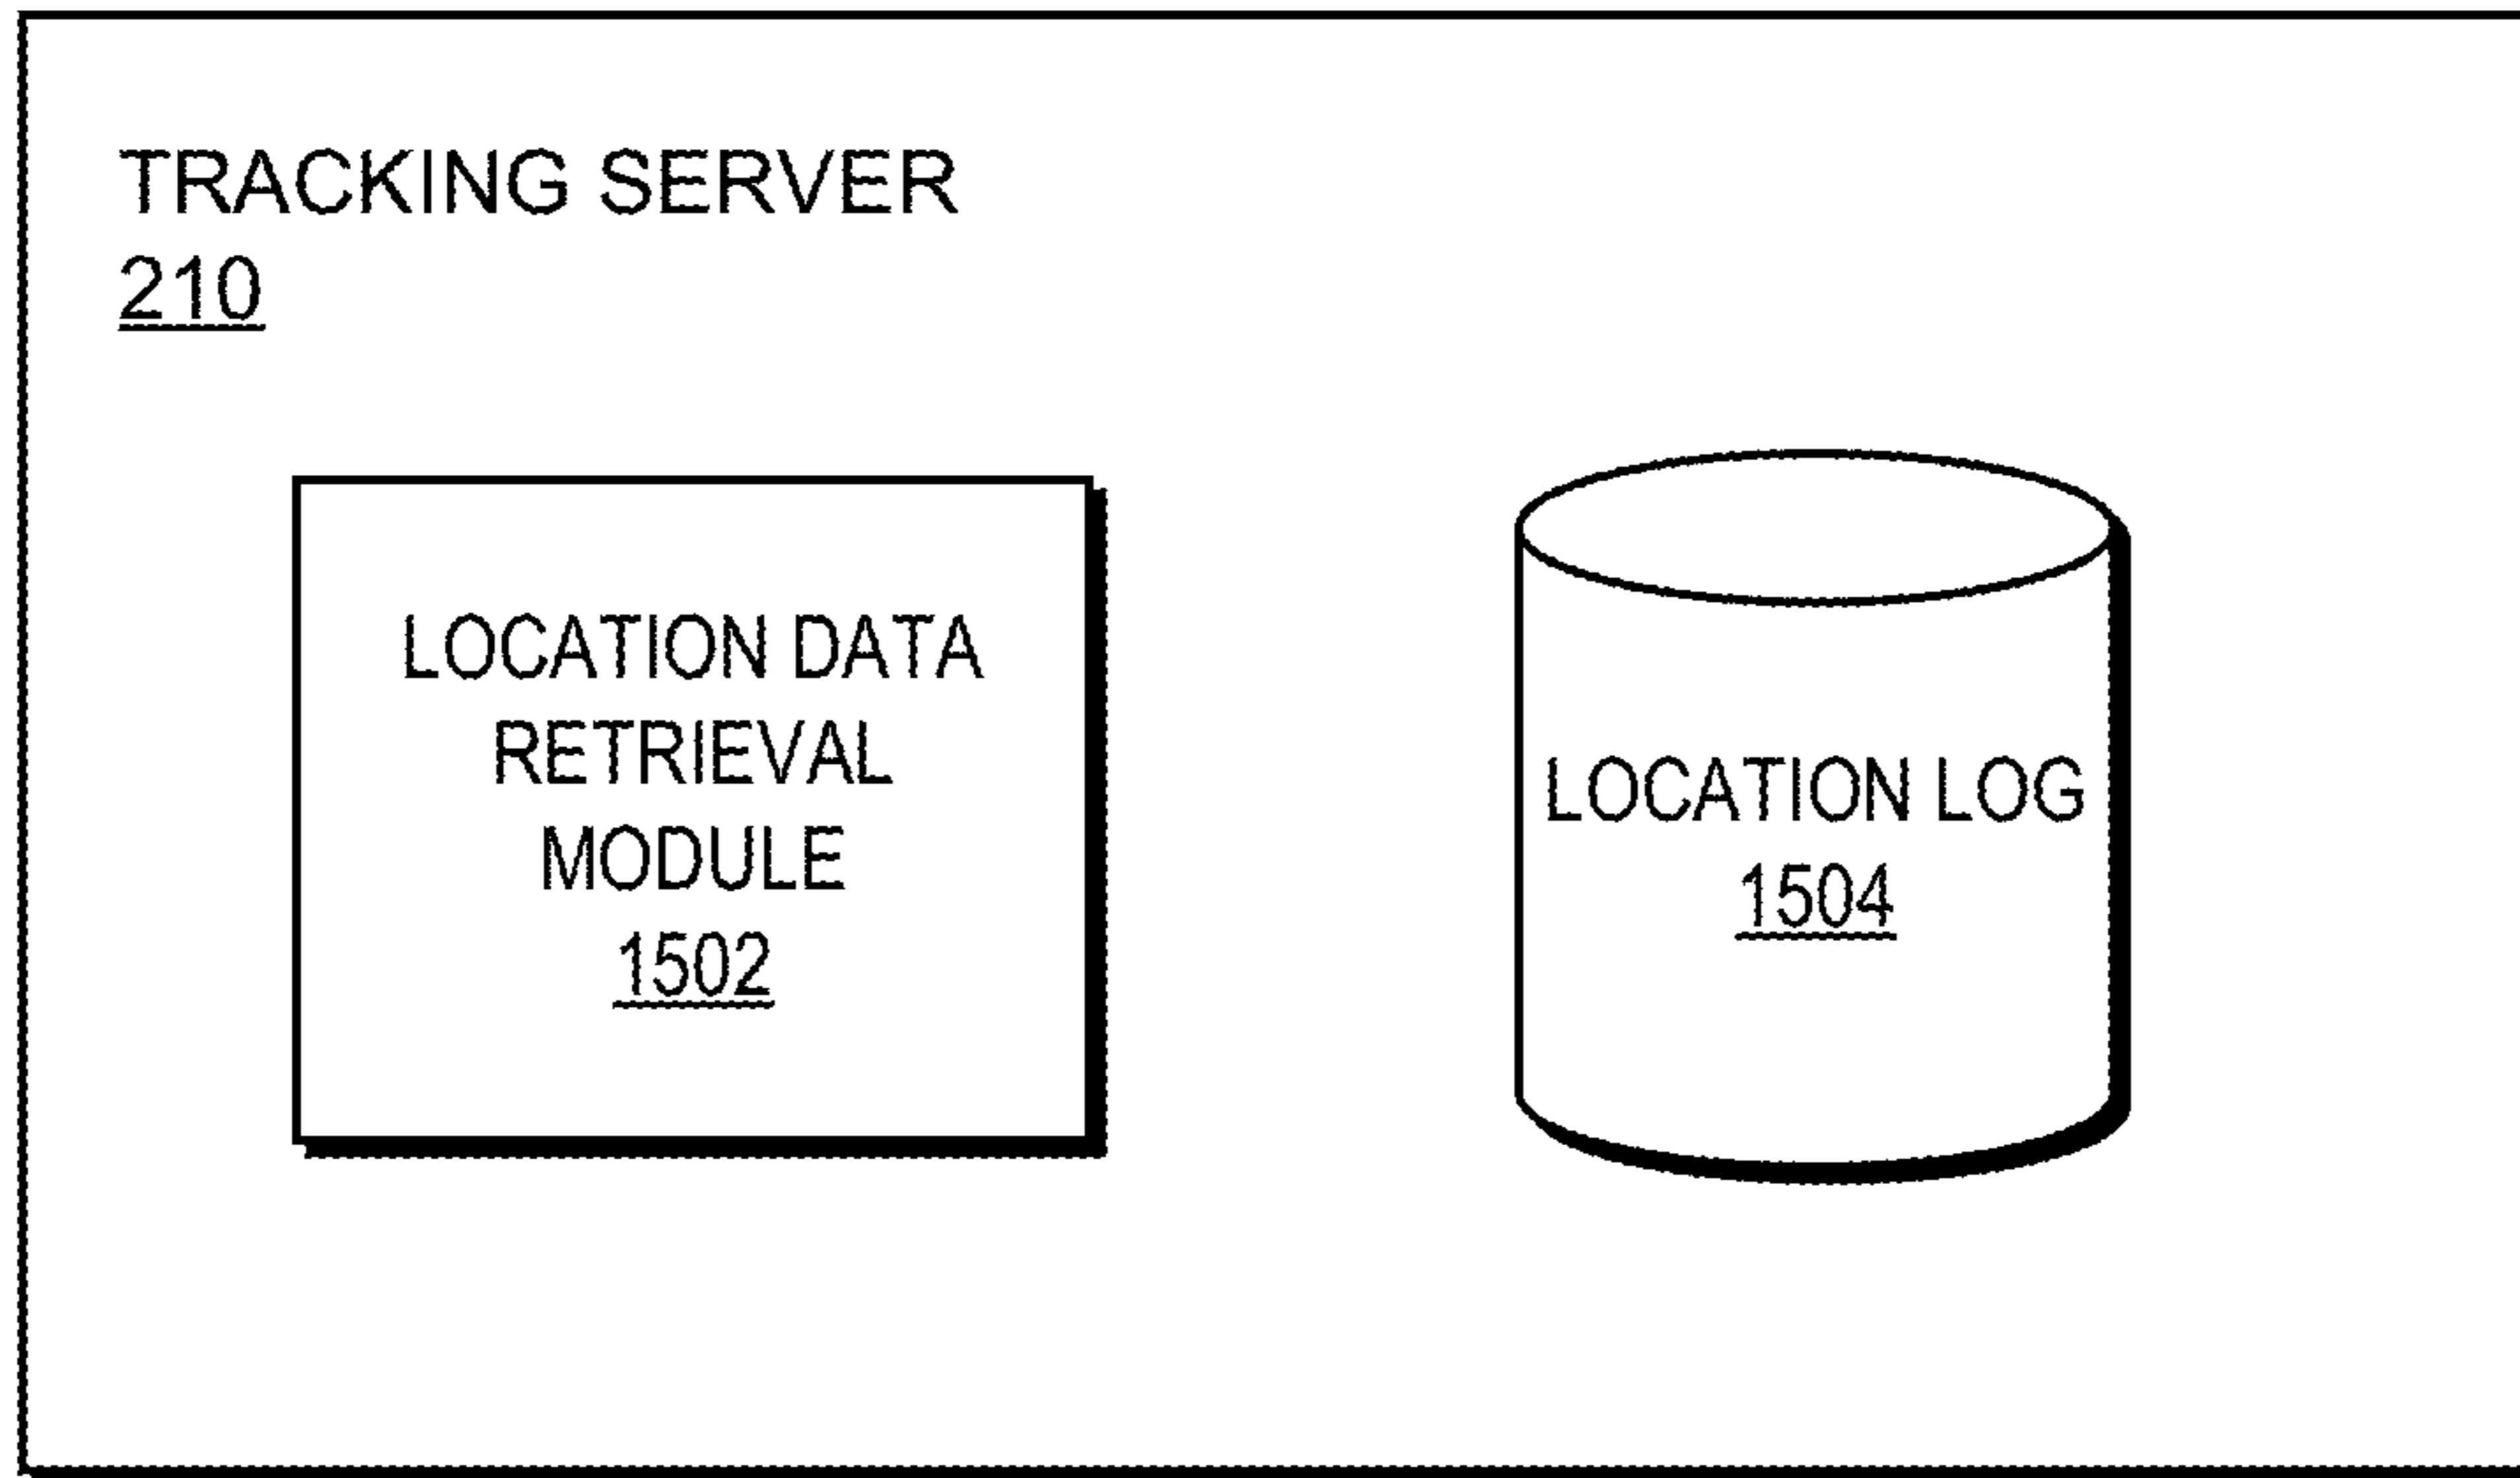 TRACKING SERVER
210
LOCATION DATA
RETRIEVAL
MODULE
1502
LOCATION LOG
1504